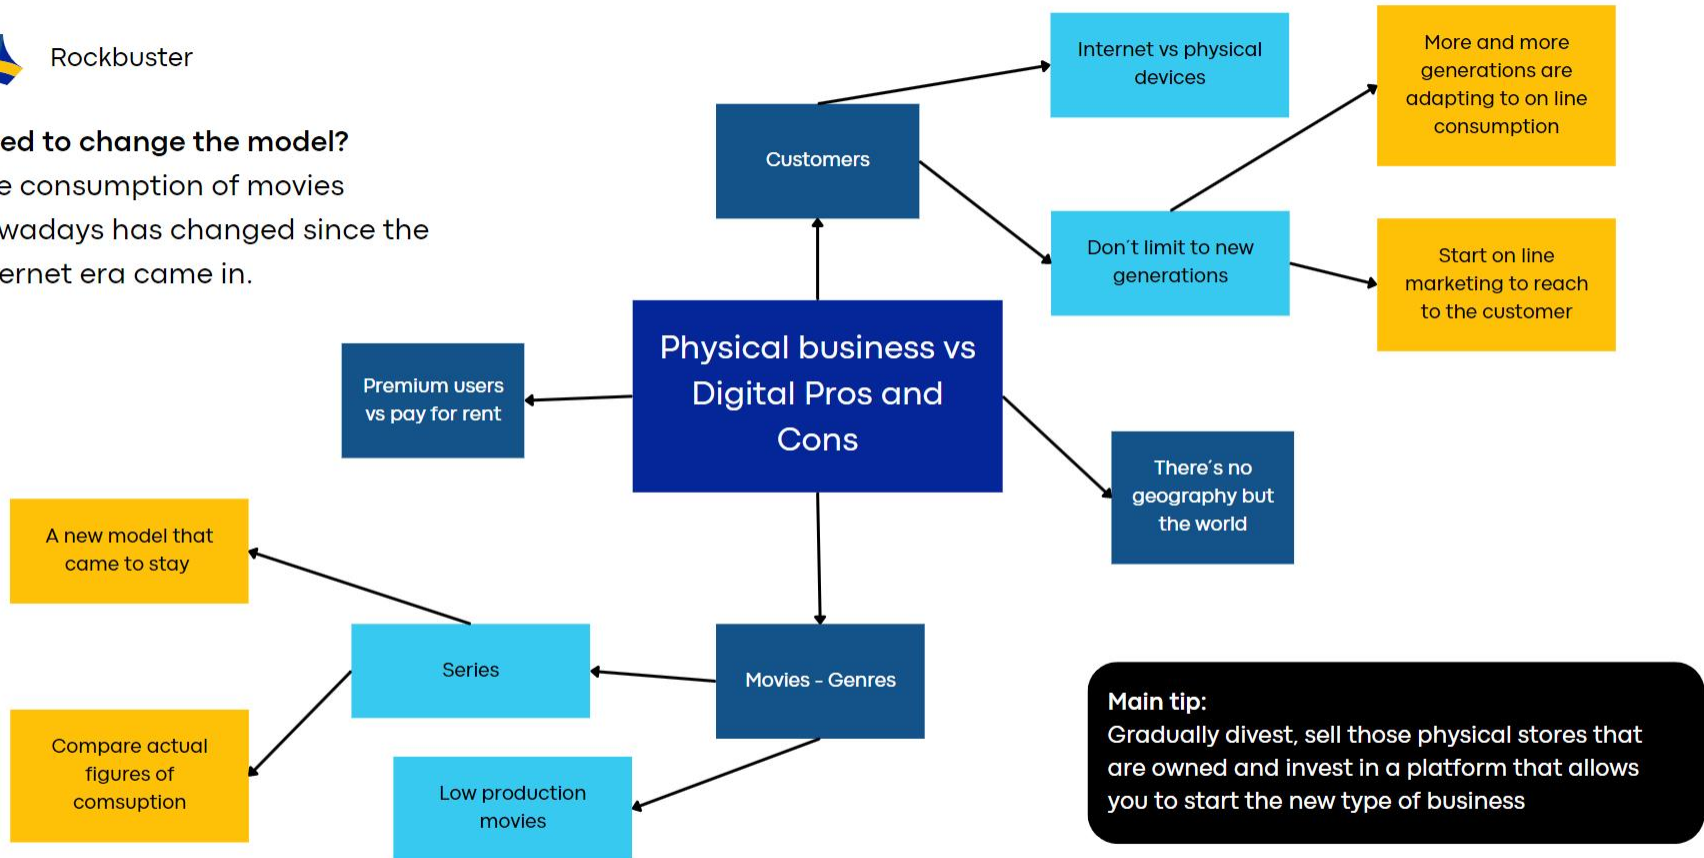 Rockbuster
ed to change the model?
e consumption of movies
wadays has changed since the
ernet era came in.
Customers
Internet vs physical
devices
More and more
generations are
adapting to on line
consumption
Don´t limit to new
generations
Start on line
marketing to reach
to the customer
Physical business vs
Digital Pros and
Cons
Premium users
vs pay for rent
There´s no
geography but
the world
A new model that
came to stay
Series
Movies - Genres
Compare actual
figures of
comsuption
Low production
movies
Main tip:
Gradually divest, sell those physical stores that
are owned and invest in a platform that allows
you to start the new type of business